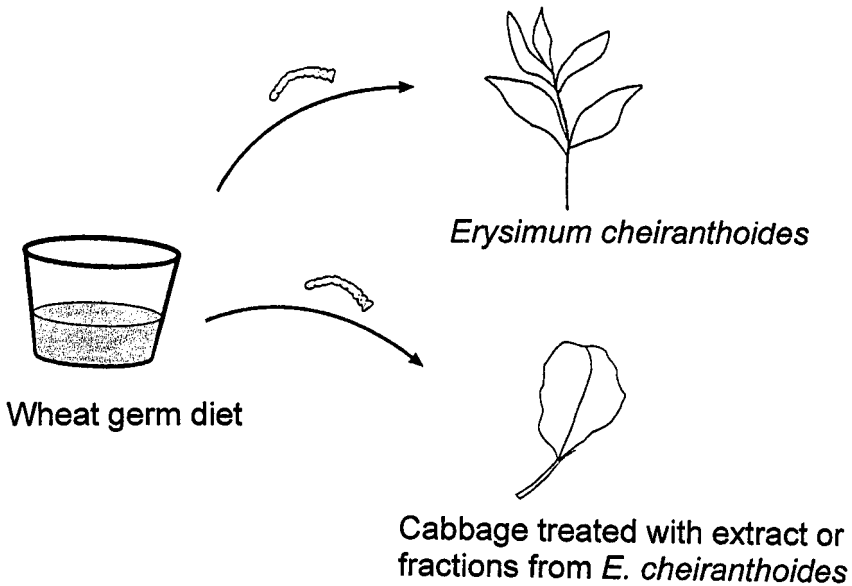 Erysimum cheiranthoides
Wheat germ diet
Cabbage treated with extract or
fractions from E. cheiranthoides